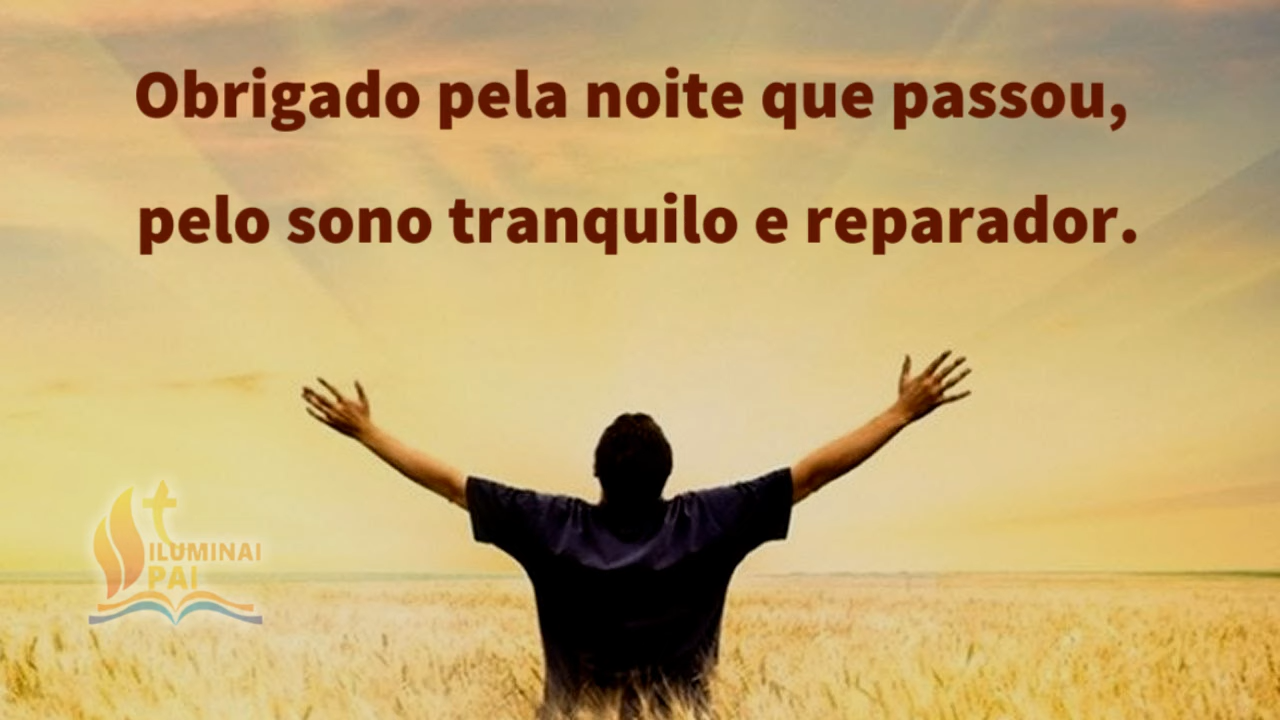 Obrigado pela noite que passou,
pelo sono tranquilo e reparador.
ILUMINAI
PAI